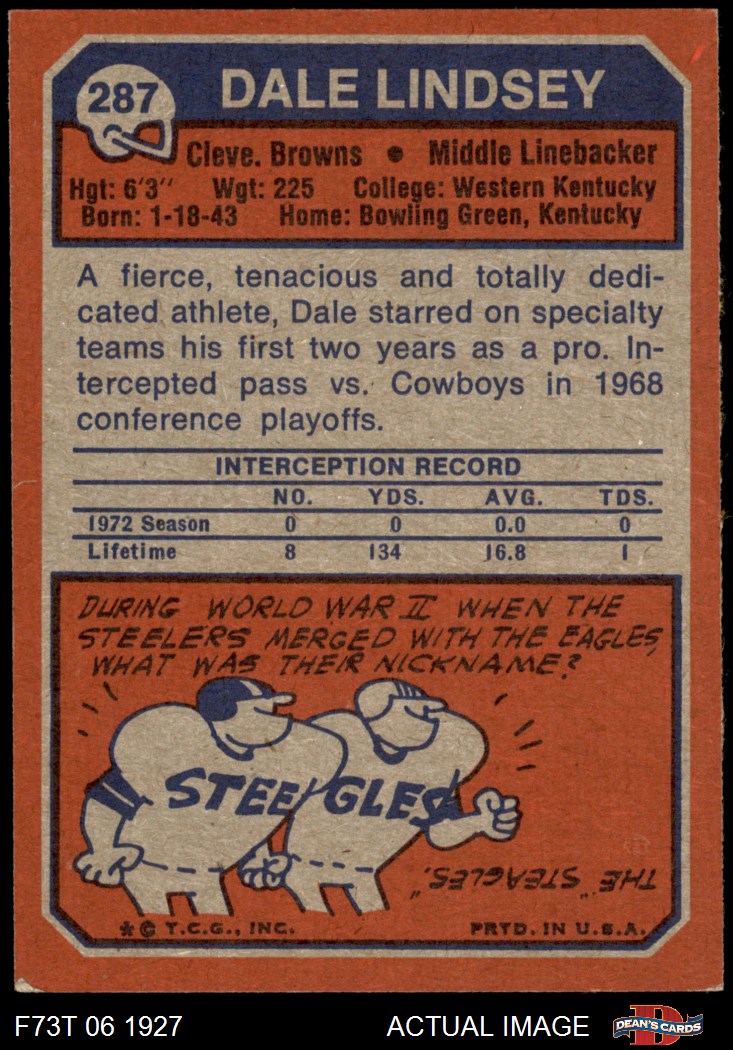 287
DALE LINDSEY
Cleve. Browns • Middle Linebacker
Hgt: 6'3" Wgt: 225 College: Western Kentucky
Born: 1-18-43 Home: Bowling Green, Kentucky
A fierce, tenacious and totally dedi-
cated athlete, Dale starred on specialty
teams his first two years as a pro. In-
tercepted pass vs. Cowboys in 1968
conference playoffs.
INTERCEPTION RECORD
NO. YDS. AVG. TDS.
1972 Season 0 0 0.0 0
Lifetime 8 134 16.8 1
DURING WORLD WAR II WHEN THE
STEELERS MERGED WITH THE EAGLES,
WHAT WAS THEIR NICKNAME?
STEE GLES
THE "STEAGLES."
* © T.C.G., INC. PRTD. IN U.S.A.
F73T 06 1927 ACTUAL IMAGE D DEAN'S CARDS